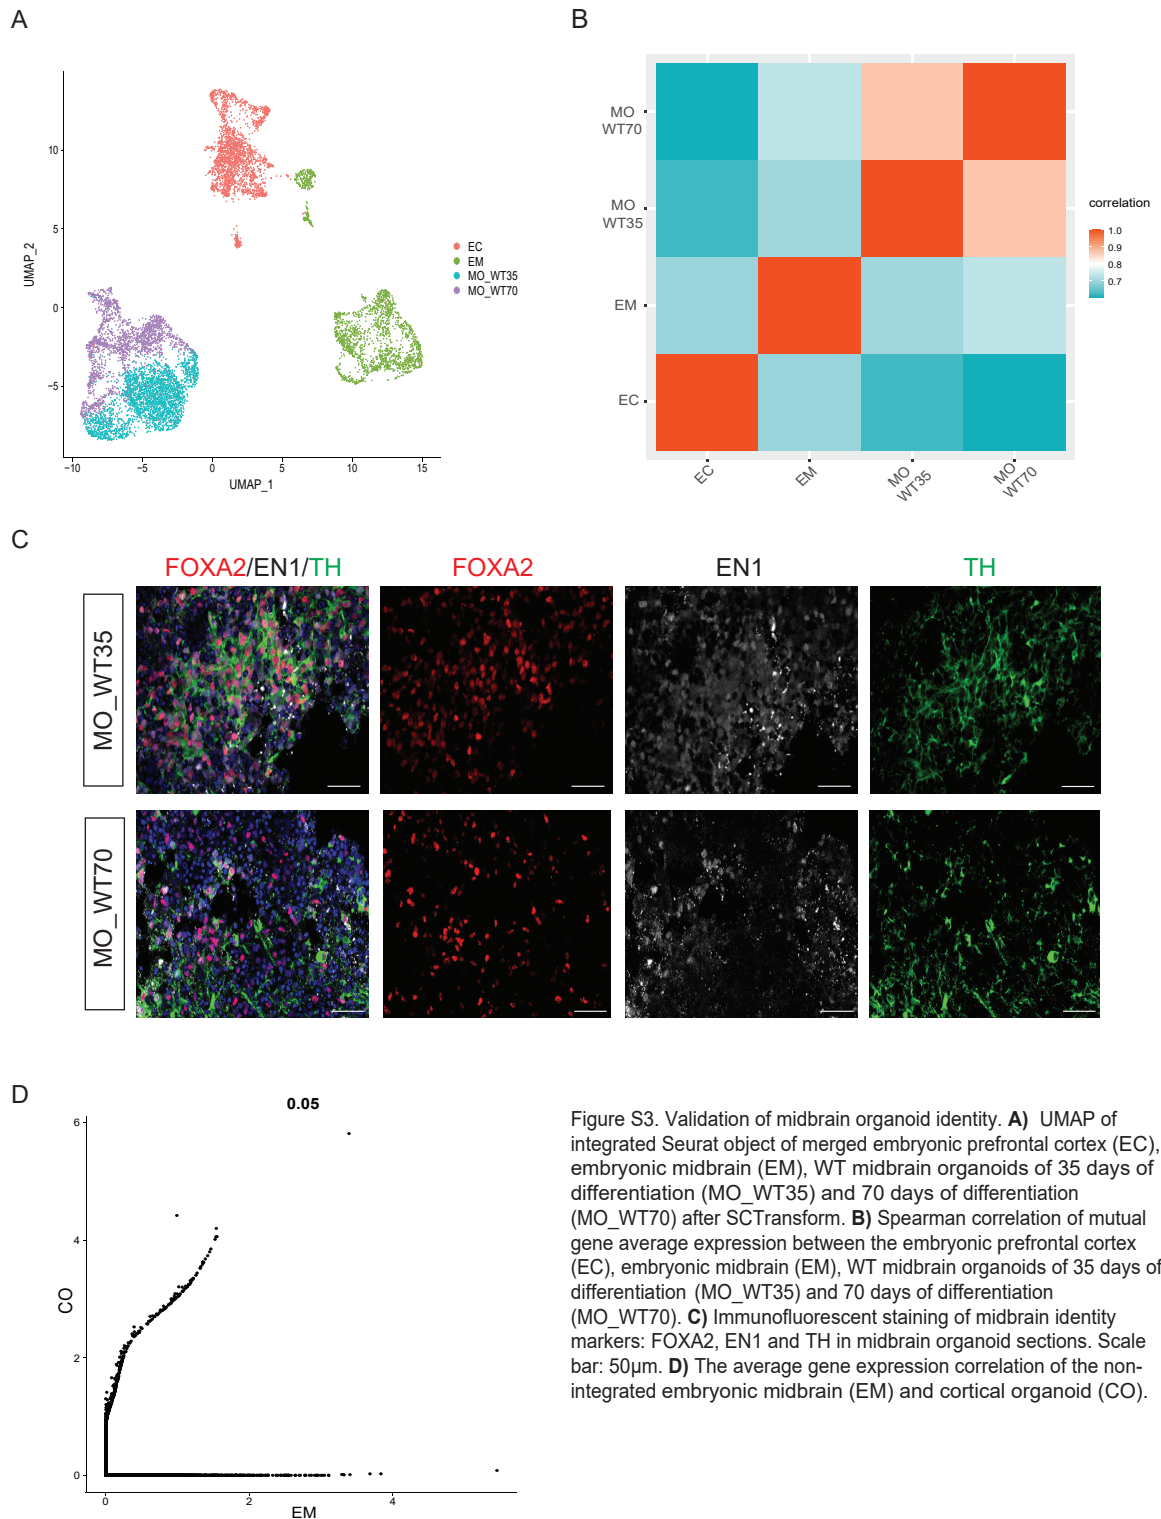 A
B
10
5
0
−5
−10
−5
0
5
10
15
UMAP_2
UMAP_1
EC
EM
MO_WT35
MO_WT70
MO
WT70
MO
WT35
EM
EC
EC
EM
MO
WT35
MO
WT70
correlation
1.0
0.9
0.8
0.7
C
FOXA2/EN1/TH
FOXA2
EN1
TH
MO_WT35
MO_WT70
D
0.05
6
4
2
0
CO
0
2
4
EM
Figure S3. Validation of midbrain organoid identity. A) UMAP of
integrated Seurat object of merged embryonic prefrontal cortex (EC),
embryonic midbrain (EM), WT midbrain organoids of 35 days of
differentiation (MO_WT35) and 70 days of differentiation
(MO_WT70) after SCTransform. B) Spearman correlation of mutual
gene average expression between the embryonic prefrontal cortex
(EC), embryonic midbrain (EM), WT midbrain organoids of 35 days of
differentiation (MO_WT35) and 70 days of differentiation
(MO_WT70). C) Immunofluorescent staining of midbrain identity
markers: FOXA2, EN1 and TH in midbrain organoid sections. Scale
bar: 50µm. D) The average gene expression correlation of the non-
integrated embryonic midbrain (EM) and cortical organoid (CO).